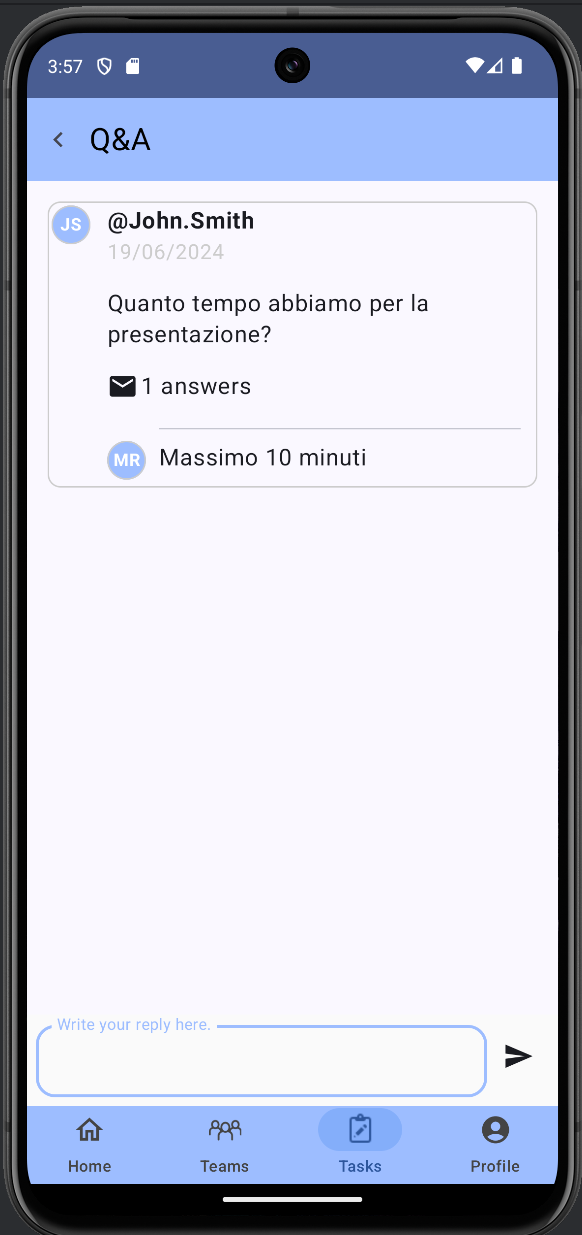 3:57
Q&A
JS
@John.Smith
19/06/2024
Quanto tempo abbiamo per la
presentazione?
1 answers
MR
Massimo 10 minuti
Write your reply here.
Home
Teams
Tasks
Profile